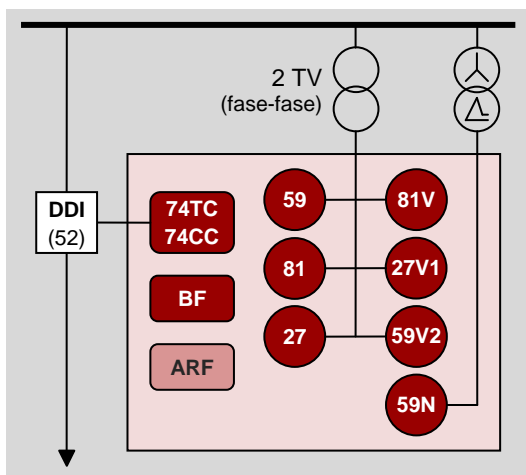 2 TV
(fase-fase)
DDI
(52)
74TC
74CC
BF
ARF
59
81V
81
27V1
27
59V2
59N